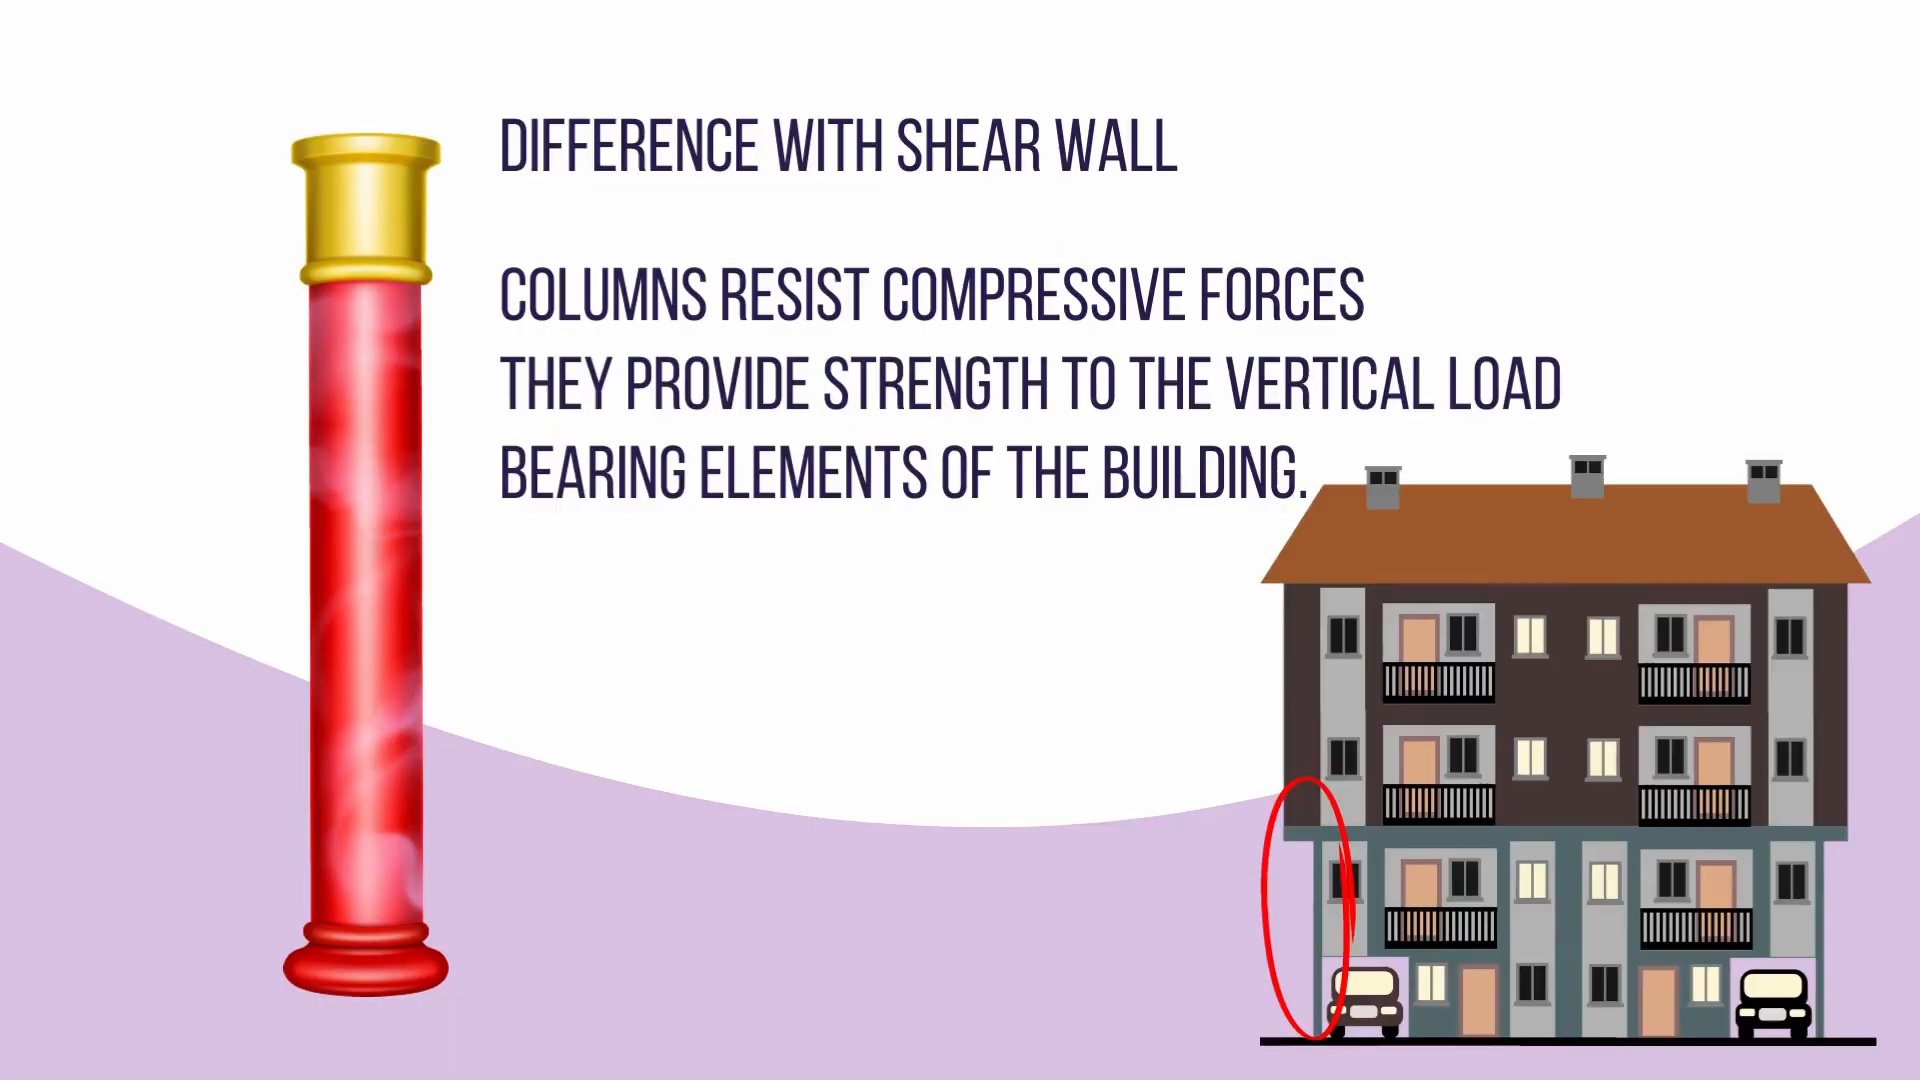 DIFFERENCE WITH SHEAR WALL
COLUMNS RESIST COMPRESSIVE FORCES
THEY PROVIDE STRENGTH TO THE VERTICAL LOAD
BEARING ELEMENTS OF THE BUILDING.